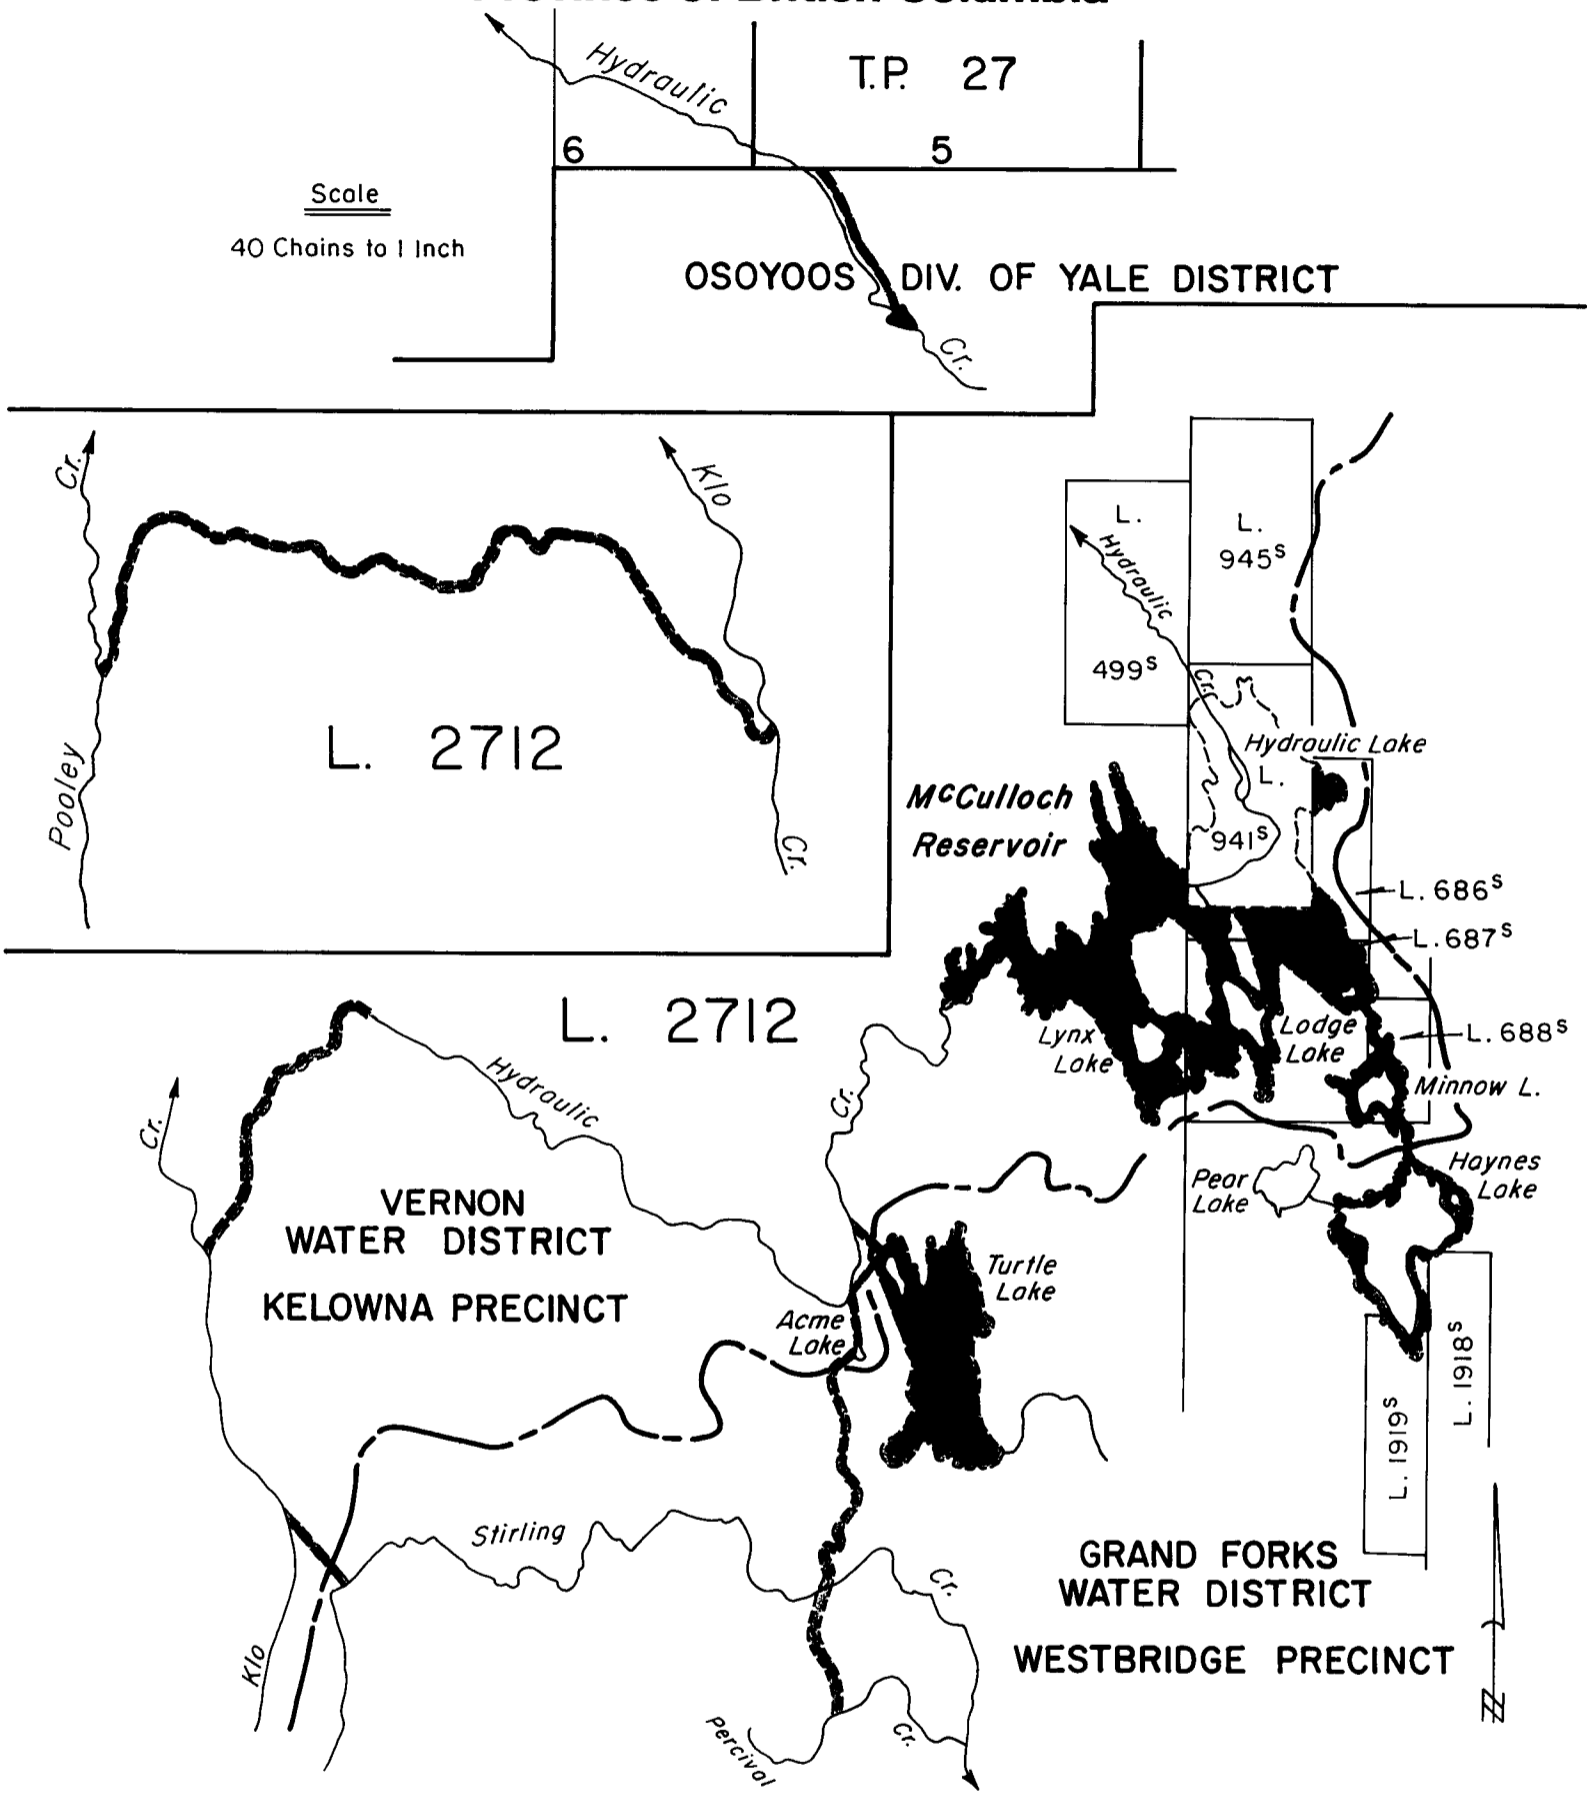 Hydraulic
T.P. 27
6
5
Scale
40 Chains to 1 Inch
OSOYOOS DIV. OF YALE DISTRICT
Cr.
Cr.
Klo
L.
L.
945S
Hydraulic
499S
Cr.
L. 2712
Pooley
Hydraulic Lake
L.
McCulloch
Reservoir
941S
Cr.
L. 686S
L. 687S
L. 2712
Lynx
Lake
Lodge
Lake
L. 688S
Hydraulic
Cr.
Minnow L.
Cr.
Haynes
Lake
Pear
Lake
VERNON
WATER DISTRICT
KELOWNA PRECINCT
Turtle
Lake
Acme
Lake
L. 1918S
L. 1919S
Stirling
Cr.
GRAND FORKS
WATER DISTRICT
WESTBRIDGE PRECINCT
Klo
Percival
Cr.
N